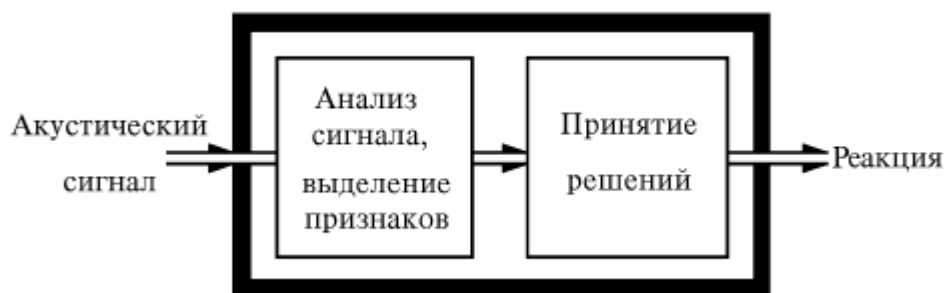 Акустический
сигнал
Анализ
сигнала,
выделение
признаков
Принятие
решений
Реакция